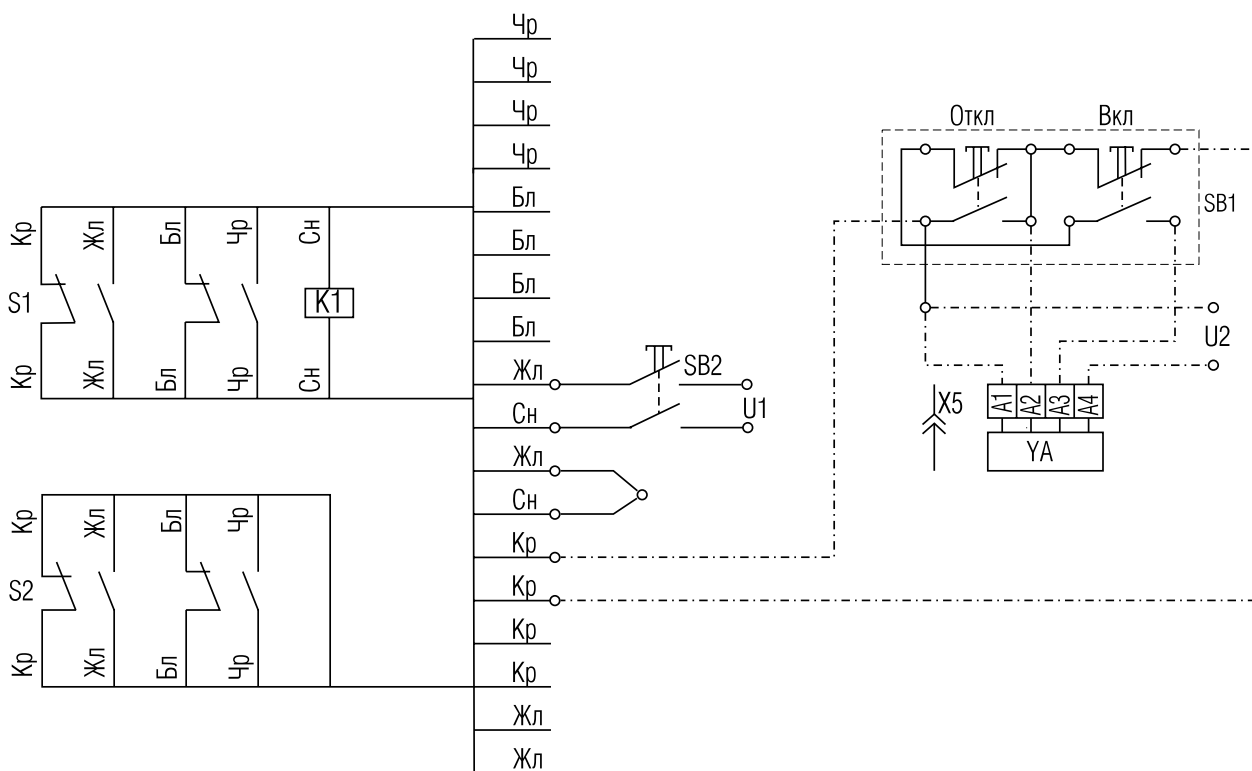 Чр
Чр
Чр
Чр
Бл
Бл
Бл
Бл
Жл
Сн
Жл
Сн
Кр
Кр
Кр
Кр
Жл
Жл
Кр Жл Бл Чр Сн
S1 K1
Кр Жл Бл Чр Сн
Кр Жл Бл Чр
S2
Кр Жл Бл Чр
SB2
U1
Откл Вкл
SB1
U2
X5
A1 A2 A3 A4
YA